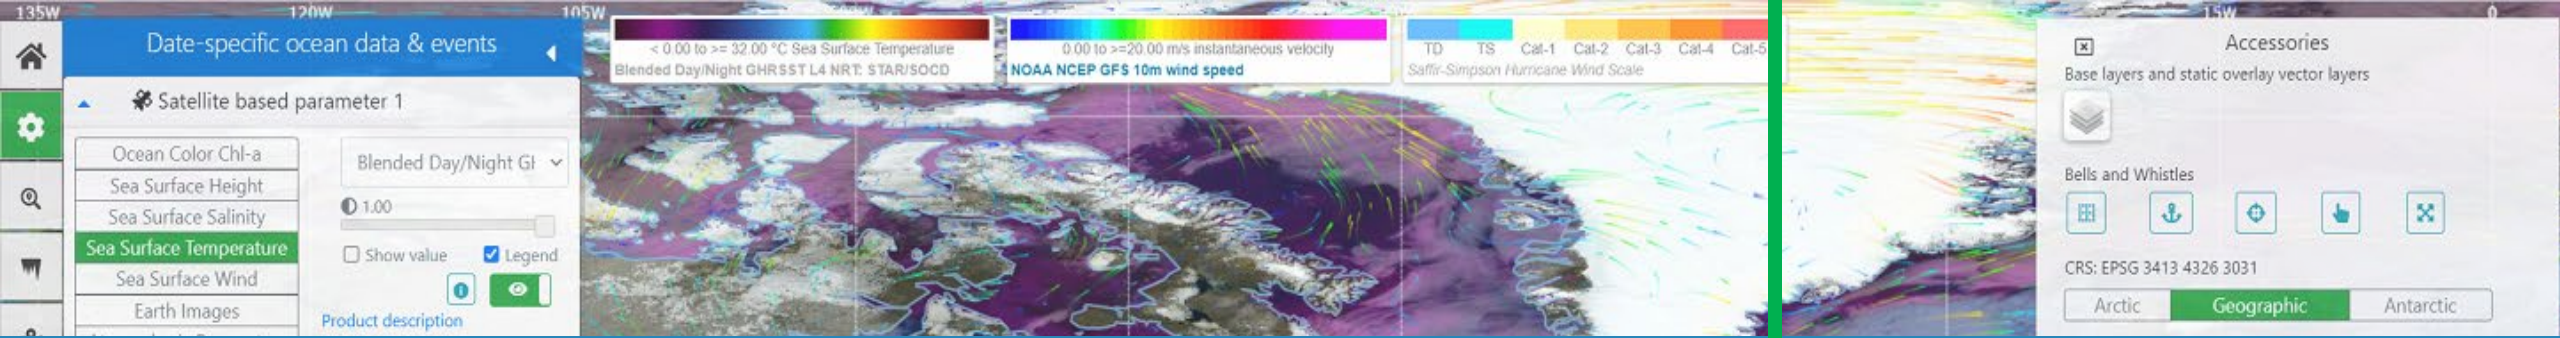 135W
120W
105W
15W
0
Date-specific ocean data & events
Satellite based parameter 1
Ocean Color Chl-a
Sea Surface Height
Sea Surface Salinity
Sea Surface Temperature
Sea Surface Wind
Earth Images
Blended Day/Night GH
1.00
Show value
Legend
Product description
< 0.00 to >= 32.00 °C Sea Surface Temperature
Blended Day/Night GHRSST L4 NRT: STAR/SOCD
0.00 to >=20.00 m/s instantaneous velocity
NOAA NCEP GFS 10m wind speed
TD TS Cat-1 Cat-2 Cat-3 Cat-4 Cat-5
Saffir-Simpson Hurricane Wind Scale
Accessories
Base layers and static overlay vector layers
Bells and Whistles
CRS: EPSG 3413 4326 3031
Arctic Geographic Antarctic